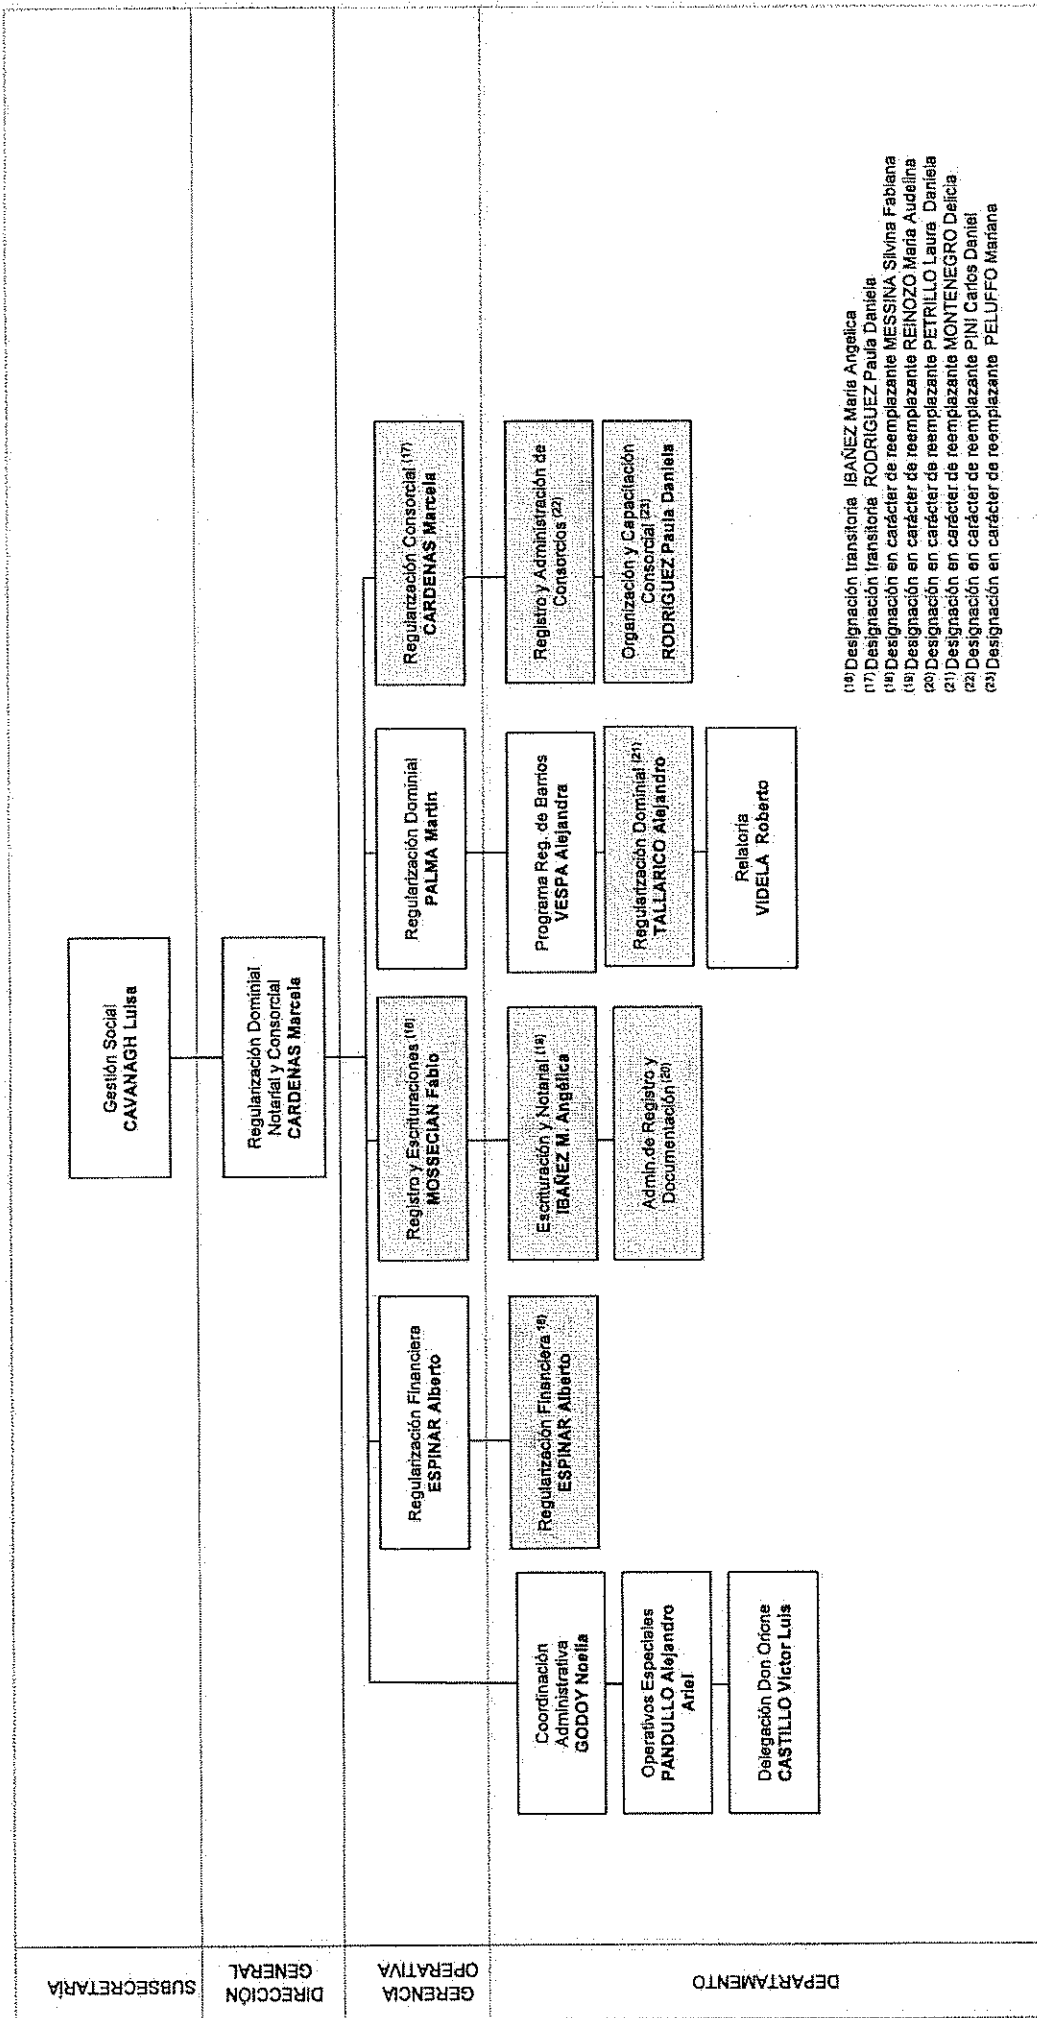 SUBSECRETARÍA
Gestión Social
CAVANAGH Luisa
DIRECCIÓN
GENERAL
Regularización Dominial
Notarial y Consorcial
CARDENAS Marcela
GERENCIA
OPERATIVA
Regularización Financiera
ESPINAR Alberto
Registro y Escrituraciones (16)
MOSSECIAN Fabio
Regularización Dominial
PALMA Martin
Regularización Consorcial (17)
CARDENAS Marcela
DEPARTAMENTO
Coordinación
Administrativa
GODOY Noelia
Operativos Especiales
PANDULLO Alejandro
Ariel
Delegación Don Orione
CASTILLO Victor Luis
Regularización Financiera (18)
ESPINAR Alberto
Escrituración y Notarial (19)
IBAÑEZ M. Angélica
Admin.de Registro y
Documentación (20)
Programa Reg. de Barrios
VESPA Alejandra
Regularización Dominial (21)
TALLARICO Alejandro
Relatoria
VIDELA Roberto
Registro y Administración de
Consorcios (22)
Organización y Capacitación
Consorcial (23)
RODRIGUEZ Paula Daniela
(16) Designación transitoria IBAÑEZ Maria Angelica
(17) Designación transitoria RODRIGUEZ Paula Daniela
(18) Designación en carácter de reemplazante MESSINA Silvina Fabiana
(19) Designación en carácter de reemplazante REINOZO Maria Audelina
(20) Designación en carácter de reemplazante PETRILLO Laura Daniela
(21) Designación en carácter de reemplazante MONTENEGRO Delicia
(22) Designación en carácter de reemplazante PINI Carlos Daniel
(23) Designación en carácter de reemplazante PELUFFO Mariana